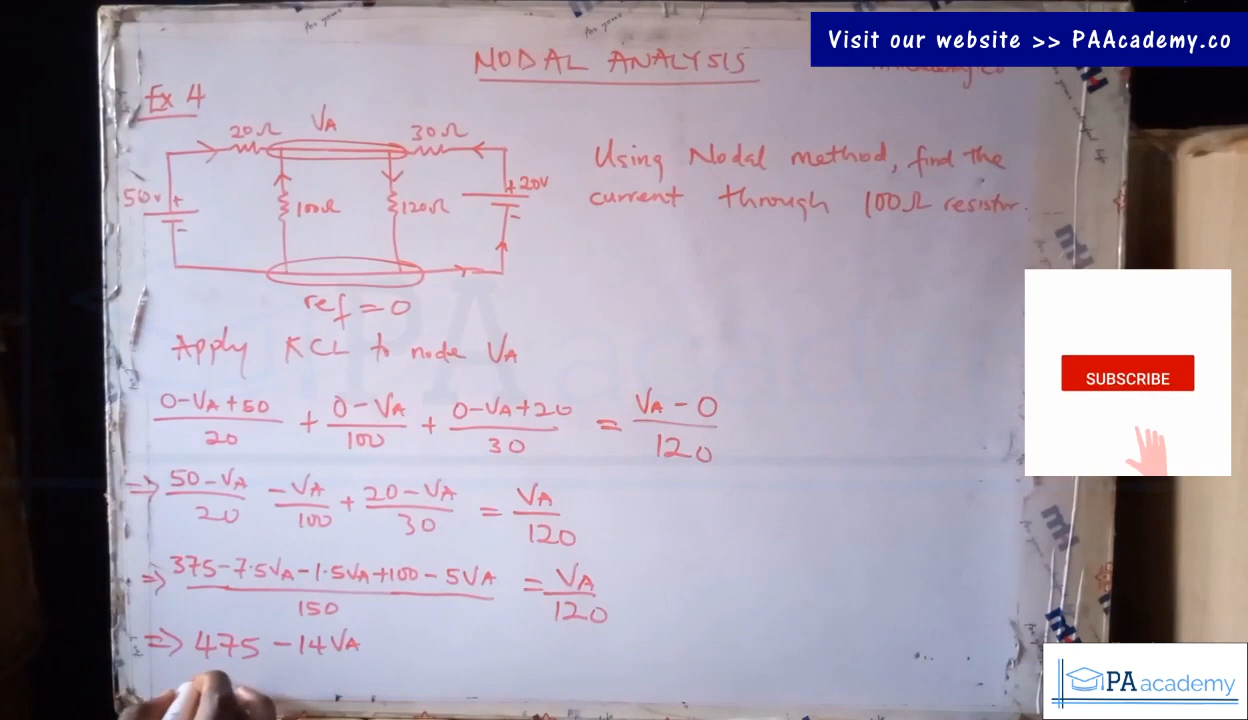 Visit our website >> PAAcademy.co
NODAL ANALYSIS
Ex 4
VA
20Ω
30Ω
50v
+
-
100Ω
120Ω
+
20V
-
ref = 0
Using Nodal method, find the
current through 100Ω resistor.
Apply KCL to node VA
0-VA+50/20 + 0-VA/100 + 0-VA+20/30 = VA-0/120
=> 50-VA/20 -VA/100 + 20-VA/30 = VA/120
=> 375-7.5VA-1.5VA+100-5VA/150 = VA/120
=> 475 - 14VA
SUBSCRIBE
PA academy